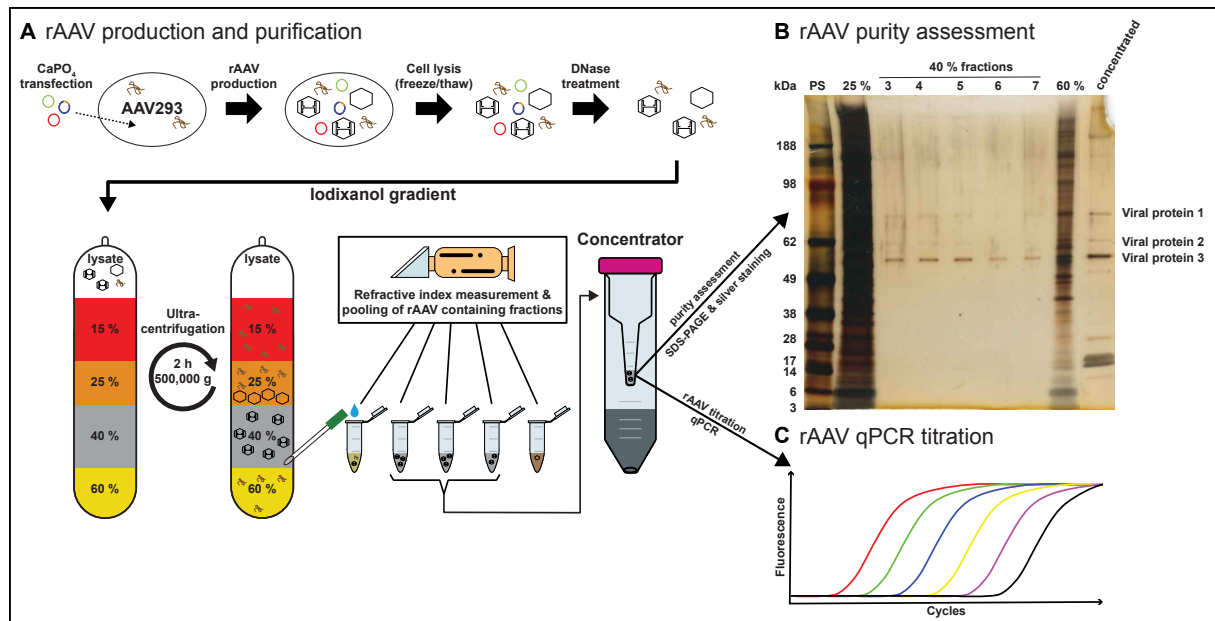 A rAAV production and purification
CaPO4
transfection
AAV293
rAAV
production
Cell lysis
(freeze/thaw)
DNase
treatment
Iodixanol gradient
lysate
15 %
25 %
40 %
60 %
Ultra-
centrifugation
2 h
500,000 g
lysate
15 %
25 %
40 %
60 %
Refractive index measurement &
pooling of rAAV containing fractions
Concentrator
purity assessment
SDS-PAGE & silver staining
rAAV titration
qPCR
B rAAV purity assessment
40 % fractions
kDa PS 25 % 3 4 5 6 7 60 % concentrated
188
98
62
49
38
28
17
14
6
3
Viral protein 1
Viral protein 2
Viral protein 3
C rAAV qPCR titration
Fluorescence
Cycles